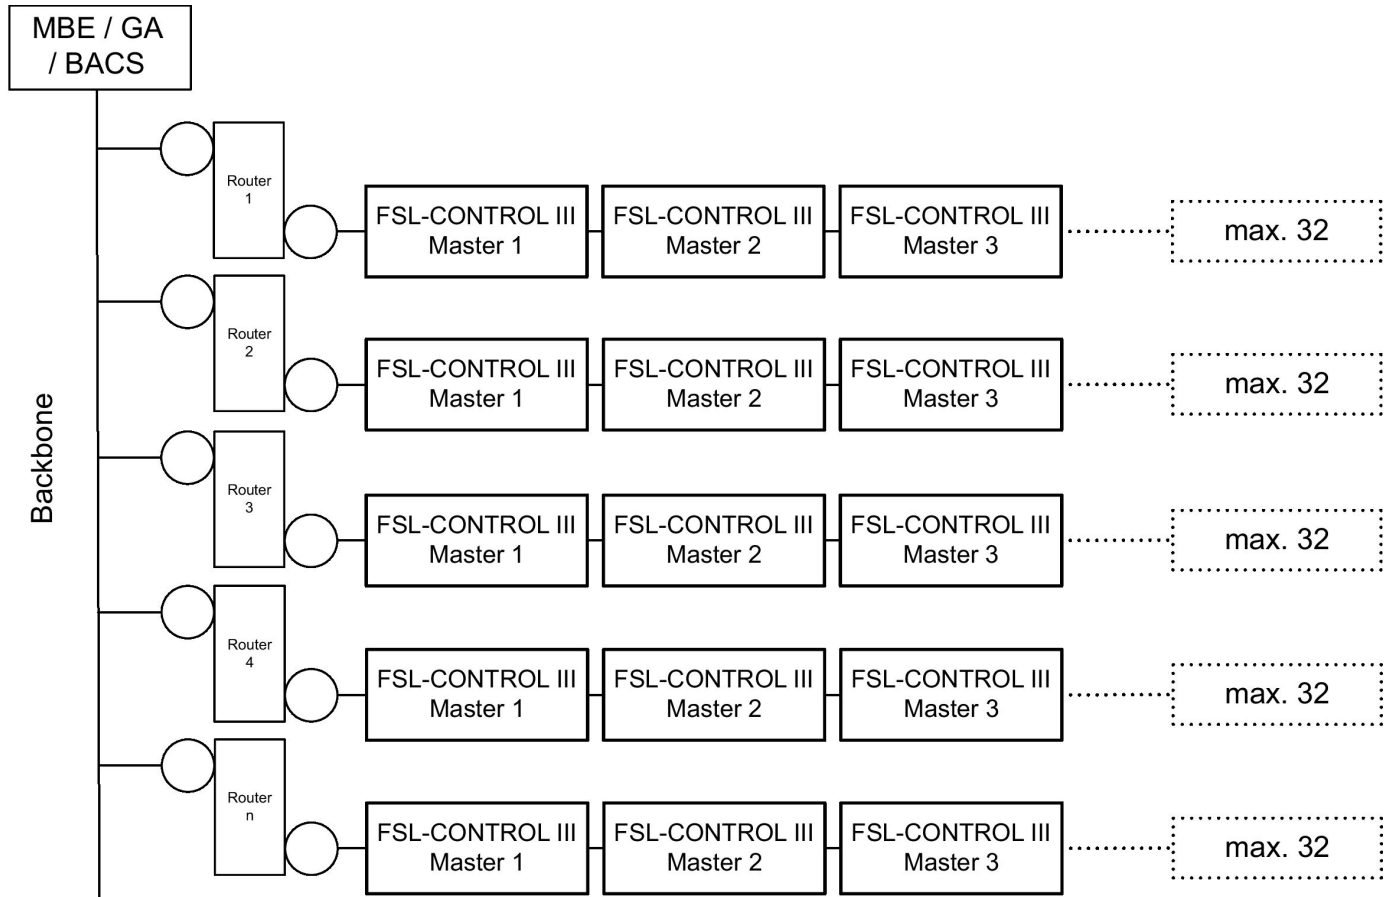 MBE / GA
/ BACS
Backbone
Router
1
FSL-CONTROL III
Master 1
FSL-CONTROL III
Master 2
FSL-CONTROL III
Master 3
max. 32
Router
2
FSL-CONTROL III
Master 1
FSL-CONTROL III
Master 2
FSL-CONTROL III
Master 3
max. 32
Router
3
FSL-CONTROL III
Master 1
FSL-CONTROL III
Master 2
FSL-CONTROL III
Master 3
max. 32
Router
4
FSL-CONTROL III
Master 1
FSL-CONTROL III
Master 2
FSL-CONTROL III
Master 3
max. 32
Router
n
FSL-CONTROL III
Master 1
FSL-CONTROL III
Master 2
FSL-CONTROL III
Master 3
max. 32